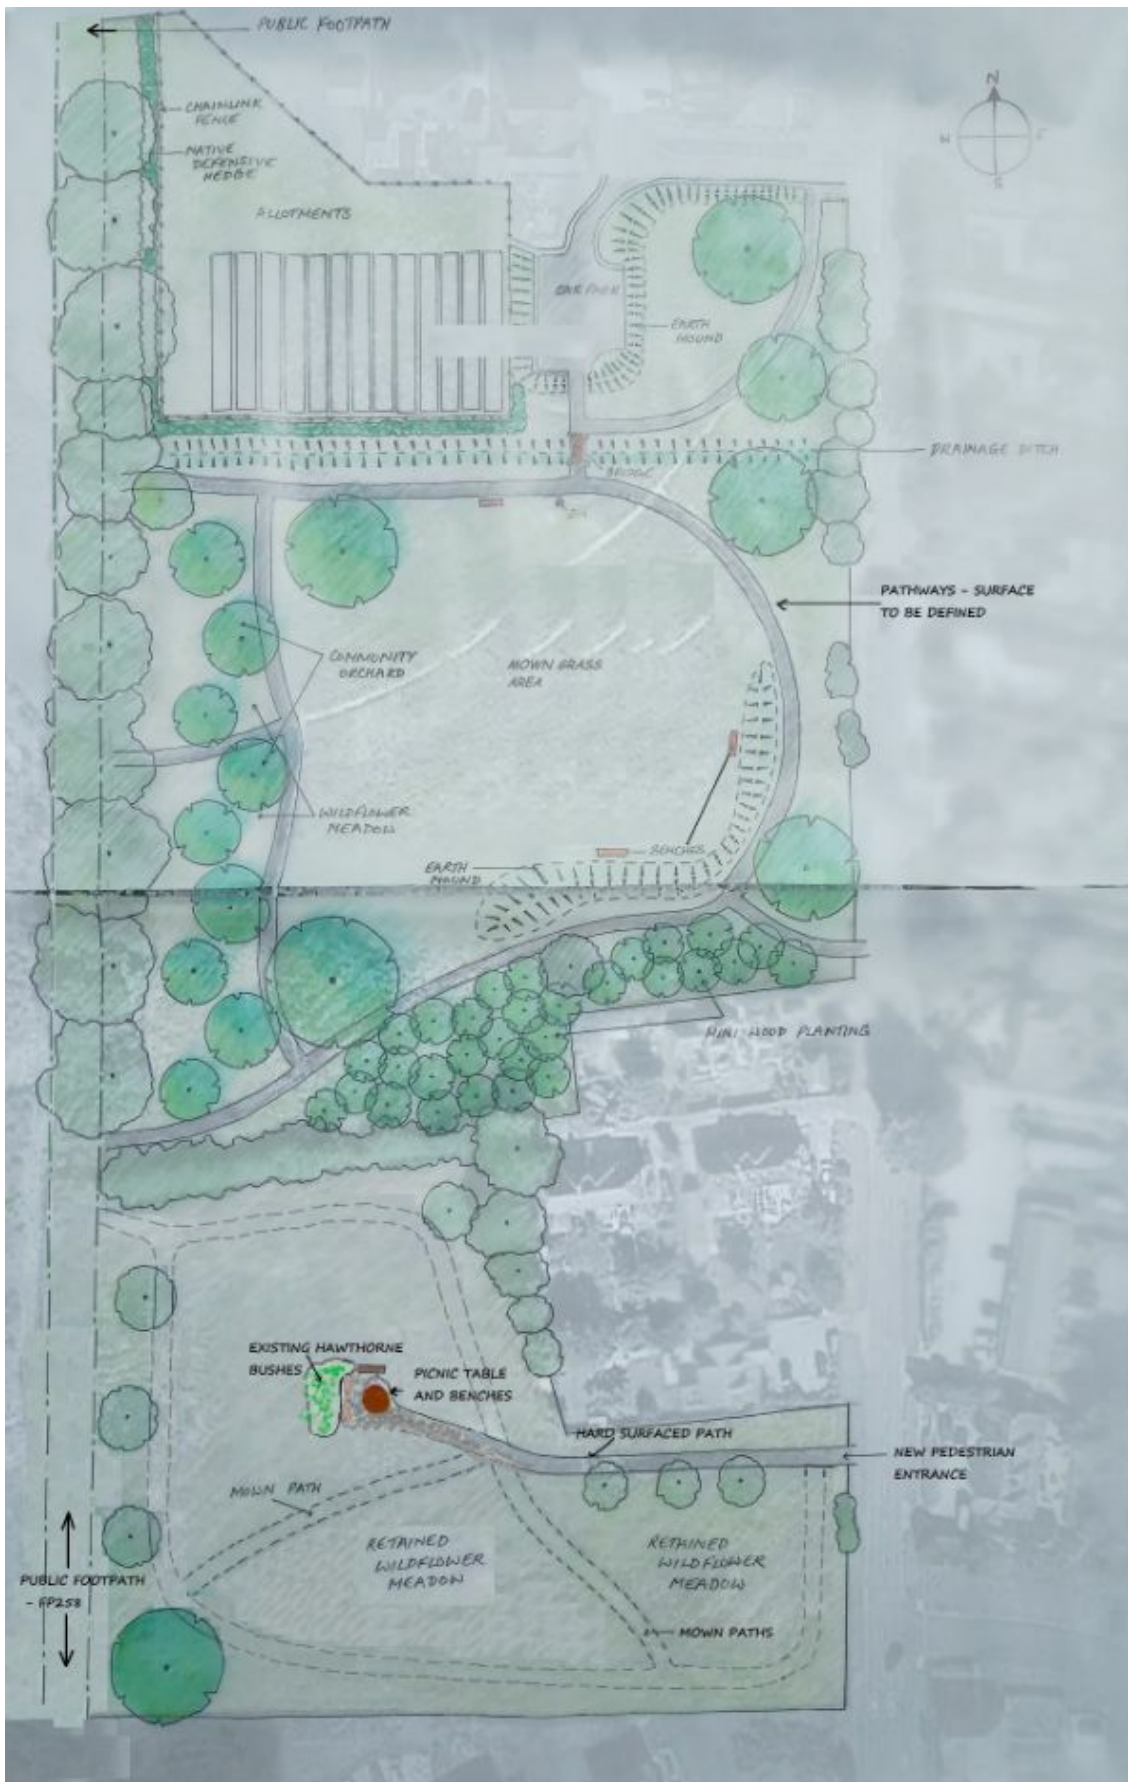 PUBLIC FOOTPATH
N
CHAINLINK
FENCE
W
E
NATIVE
DEFENSIVE
HEDGE
S
ALLOTMENTS
CAR PARK
EARTH
MOUND
DRAINAGE DITCH
BRIDGE
PATHWAYS - SURFACE
TO BE DEFINED
COMMUNITY
ORCHARD
MOWN GRASS
AREA
WILDFLOWER
MEADOW
BENCHES
EARTH
MOUND
MINI WOOD PLANTING
EXISTING HAWTHORNE
BUSHES
PICNIC TABLE
AND BENCHES
HARD SURFACED PATH
NEW PEDESTRIAN
ENTRANCE
MOWN PATH
RETAINED
WILDFLOWER
MEADOW
RETAINED
WILDFLOWER
MEADOW
PUBLIC FOOTPATH
- FP258
MOWN PATHS